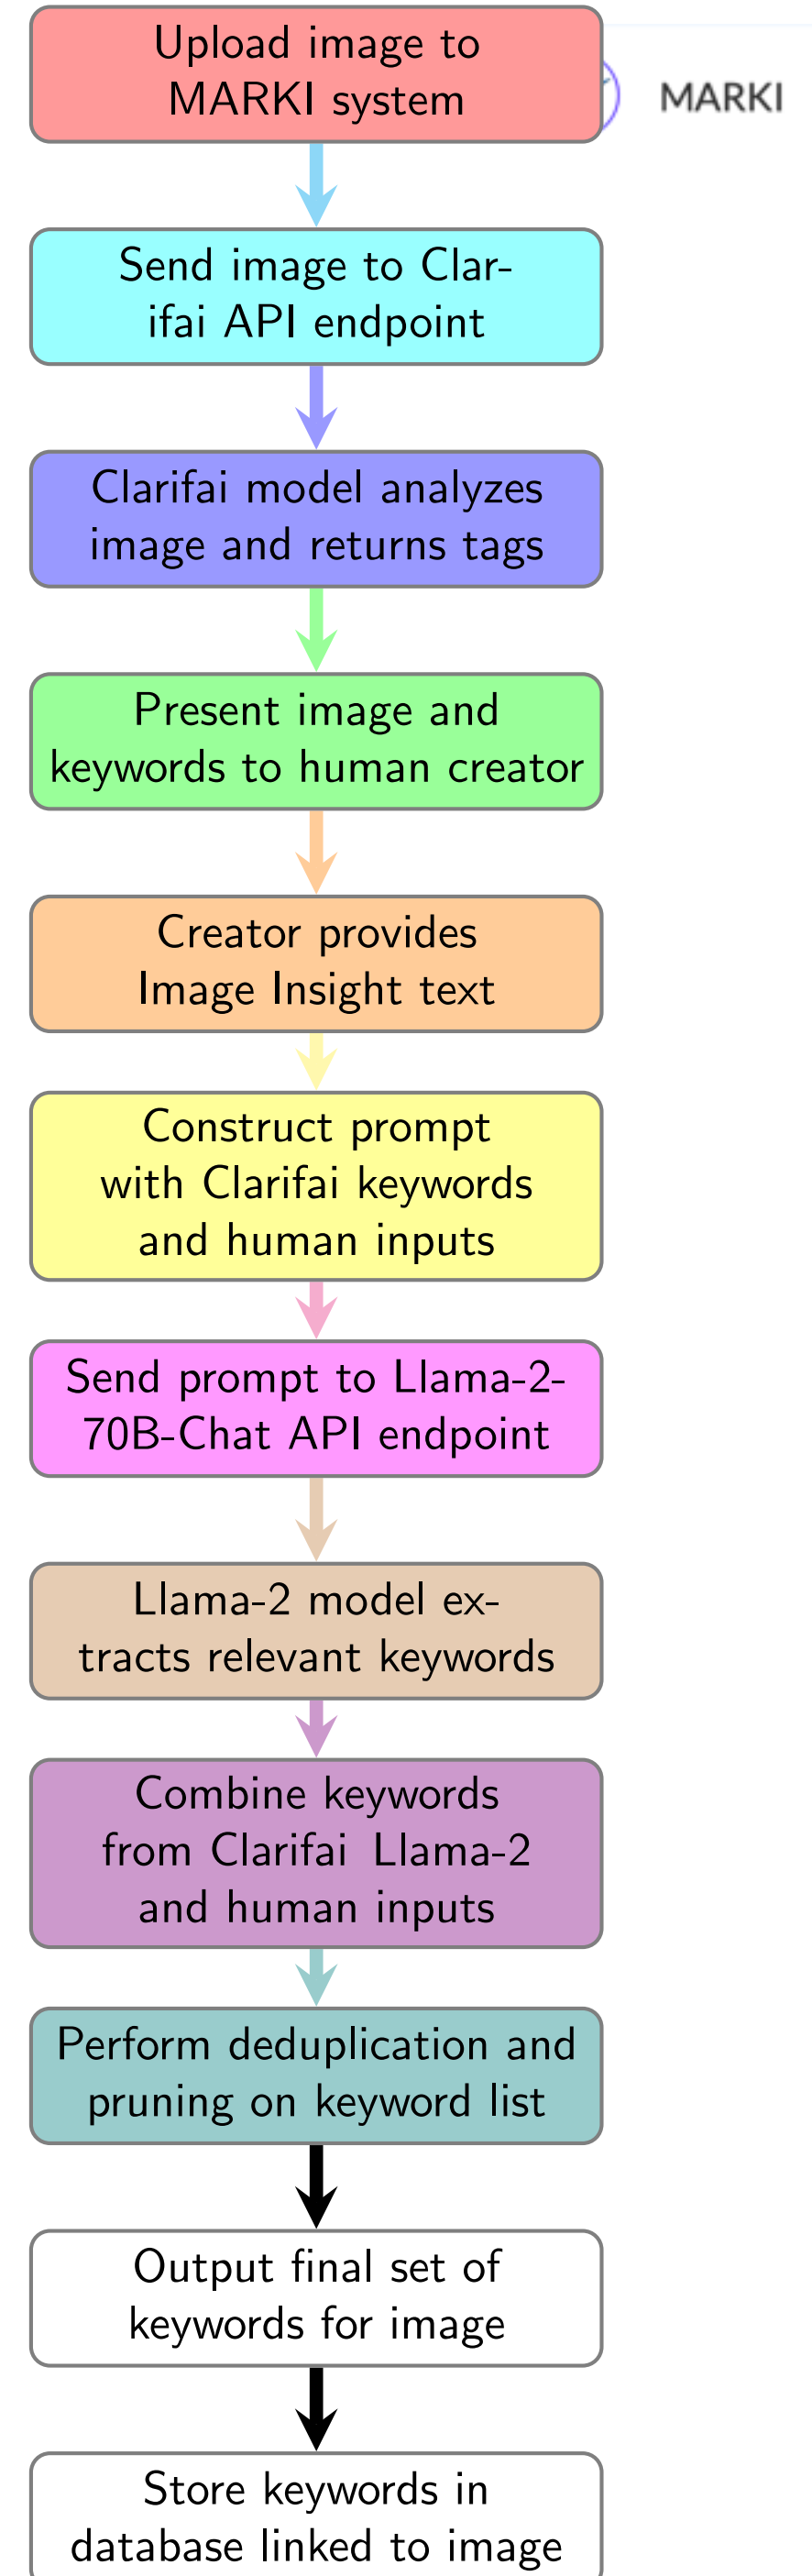 Upload image to
MARKI system
MARKI
Send image to Clar-
ifai API endpoint
Clarifai model analyzes
image and returns tags
Present image and
keywords to human creator
Creator provides
Image Insight text
Construct prompt
with Clarifai keywords
and human inputs
Send prompt to Llama-2-
70B-Chat API endpoint
Llama-2 model ex-
tracts relevant keywords
Combine keywords
from Clarifai Llama-2
and human inputs
Perform deduplication and
pruning on keyword list
Output final set of
keywords for image
Store keywords in
database linked to image